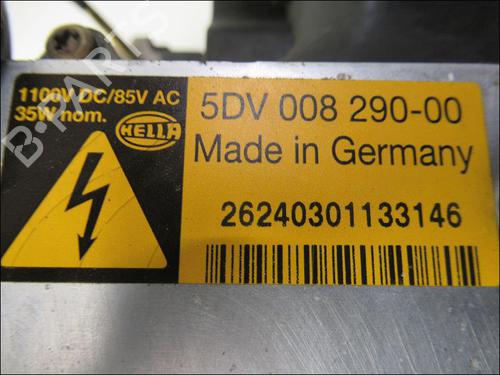 1100V DC/85V AC
35W nom.
HELLA
5DV 008 290-00
Made in Germany
26240301133146
B-PARTS